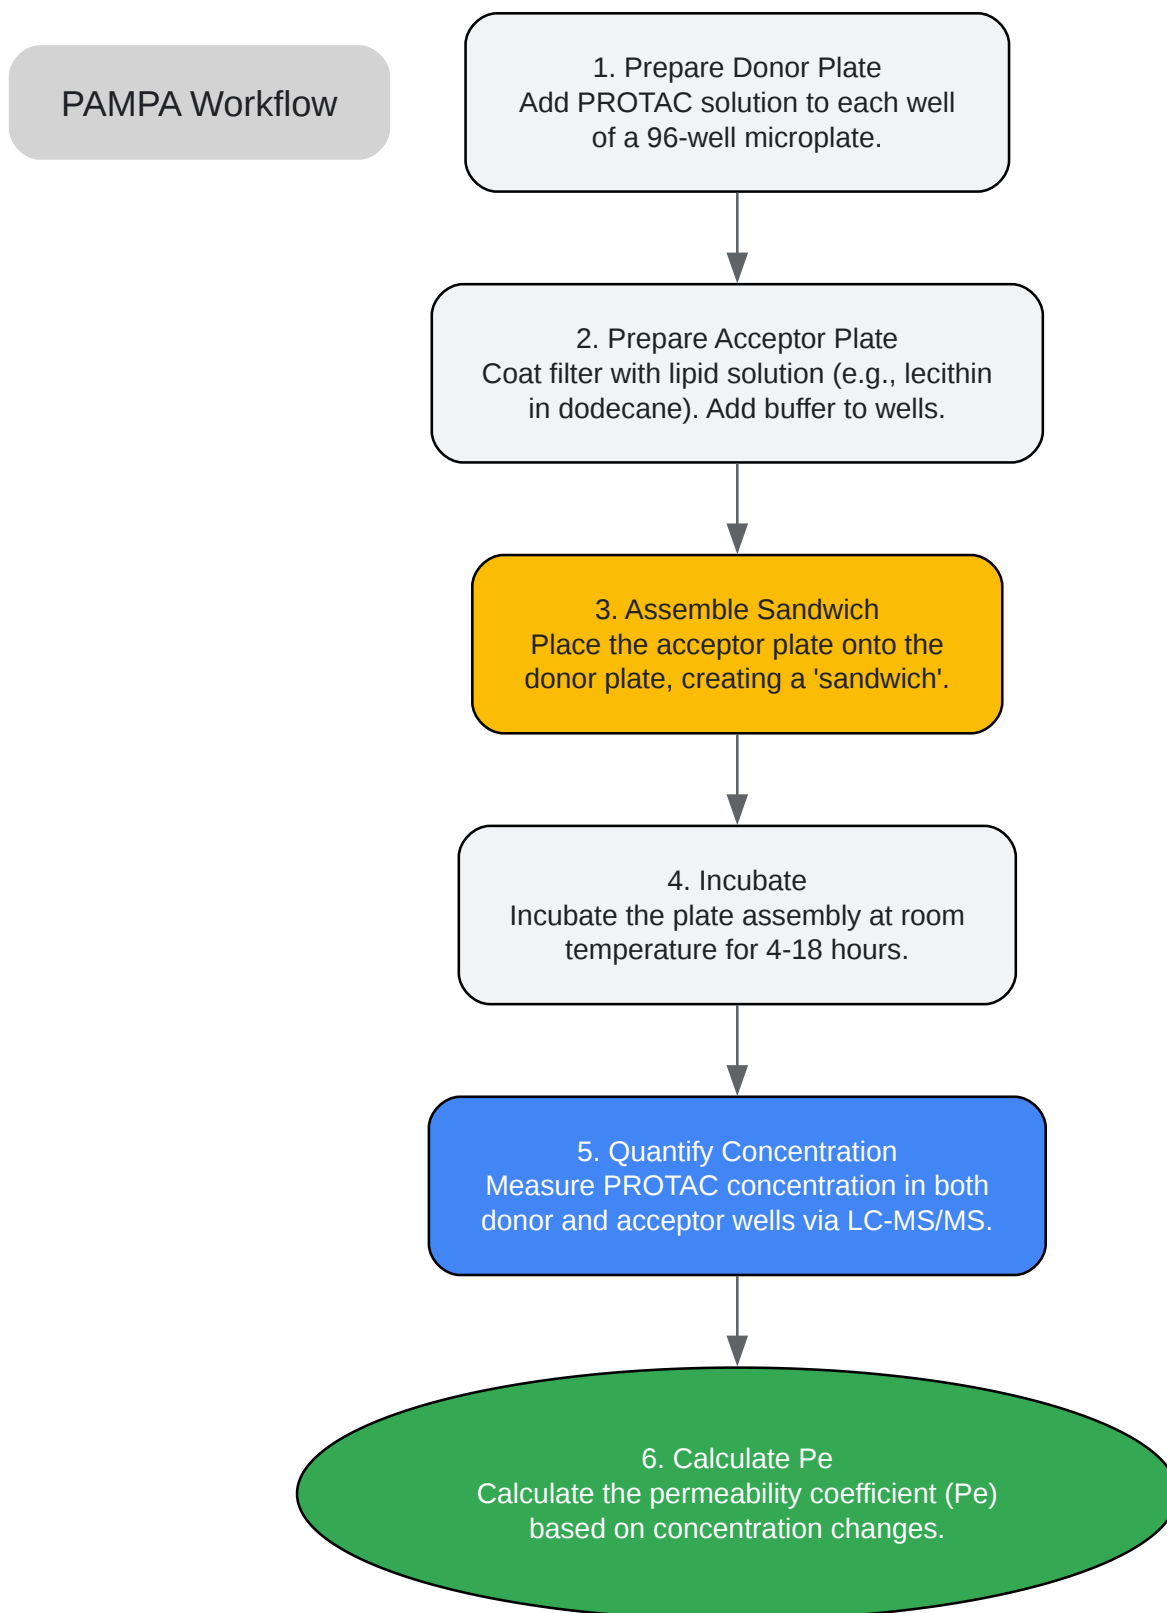 PAMPA Workflow
1. Prepare Donor Plate
Add PROTAC solution to each well
of a 96-well microplate.
2. Prepare Acceptor Plate
Coat filter with lipid solution (e.g., lecithin
in dodecane). Add buffer to wells.
3. Assemble Sandwich
Place the acceptor plate onto the
donor plate, creating a 'sandwich'.
4. Incubate
Incubate the plate assembly at room
temperature for 4-18 hours.
5. Quantify Concentration
Measure PROTAC concentration in both
donor and acceptor wells via LC-MS/MS.
6. Calculate Pe
Calculate the permeability coefficient (Pe)
based on concentration changes.